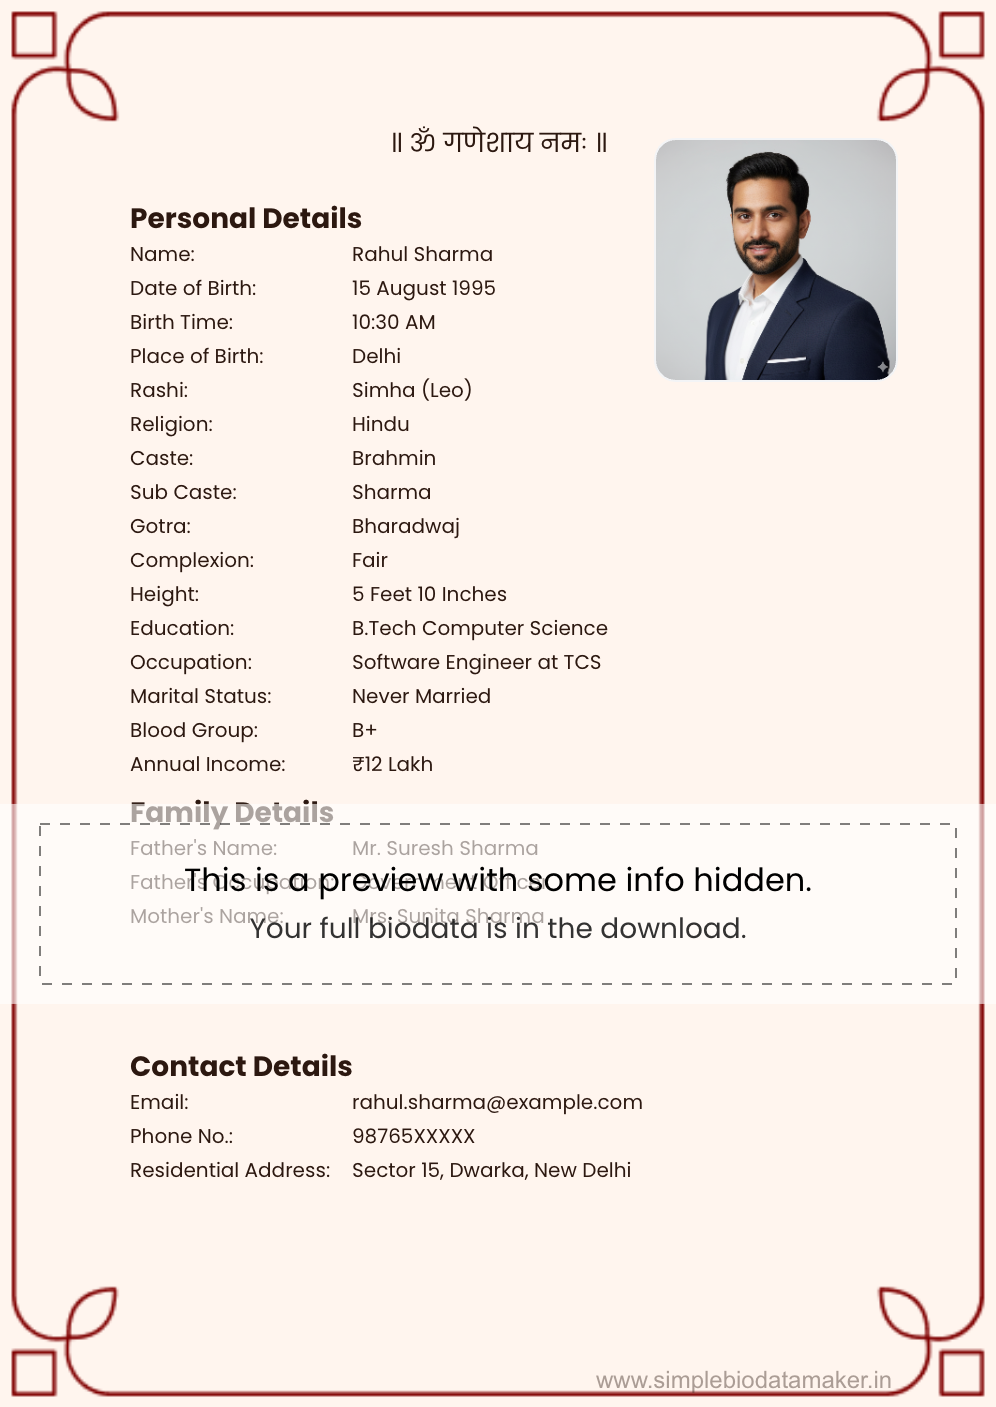 ॥ ॐ गणेशाय नमः ॥
Personal Details
Name: Rahul Sharma
Date of Birth: 15 August 1995
Birth Time: 10:30 AM
Place of Birth: Delhi
Rashi: Simha (Leo)
Religion: Hindu
Caste: Brahmin
Sub Caste: Sharma
Gotra: Bharadwaj
Complexion: Fair
Height: 5 Feet 10 Inches
Education: B.Tech Computer Science
Occupation: Software Engineer at TCS
Marital Status: Never Married
Blood Group: B+
Annual Income: ₹12 Lakh
Family Details
Father's Name: Mr. Suresh Sharma
Father's Occupation: Government Officer
This is a preview with some info hidden.
Mother's Name: Mrs. Sunita Sharma
Your full biodata is in the download.
Contact Details
Email: rahul.sharma@example.com
Phone No.: 98765XXXXX
Residential Address: Sector 15, Dwarka, New Delhi
www.simplebiodatamaker.in